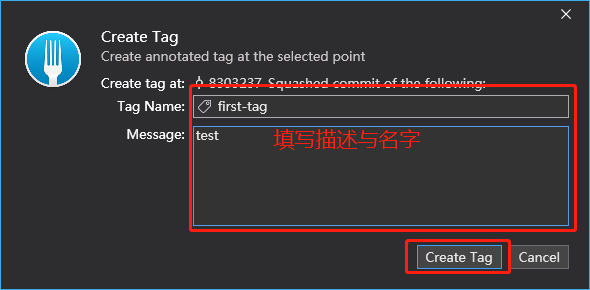 Create Tag
Create annotated tag at the selected point
Create tag at: 8303237 Squashed commit of the following:
Tag Name: first-tag
Message: test
填写描述与名字
Create Tag Cancel